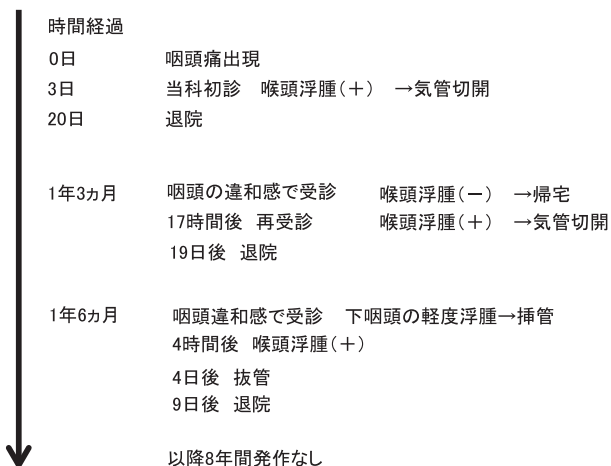 時間経過
0日 咽頭痛出現
3日 当科初診 喉頭浮腫(＋) →気管切開
20日 退院
1年3ヵ月 咽頭の違和感で受診 喉頭浮腫(－) →帰宅
17時間後 再受診 喉頭浮腫(＋) →気管切開
19日後 退院
1年6ヵ月 咽頭違和感で受診 下咽頭の軽度浮腫→挿管
4時間後 喉頭浮腫(＋)
4日後 抜管
9日後 退院
以降8年間発作なし